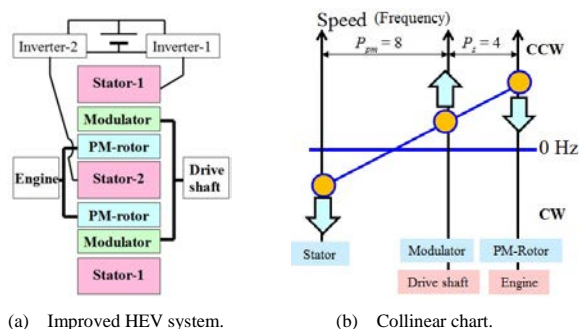 Inverter-2
Inverter-1
Stator-1
Modulator
PM-rotor
Engine
Stator-2
Drive
shaft
PM-rotor
Modulator
Stator-1
(a) Improved HEV system.
Speed (Frequency)
Ppm = 8
Ps = 4
CCW
0 Hz
CW
Stator
Modulator
PM-Rotor
Drive shaft
Engine
(b) Collinear chart.